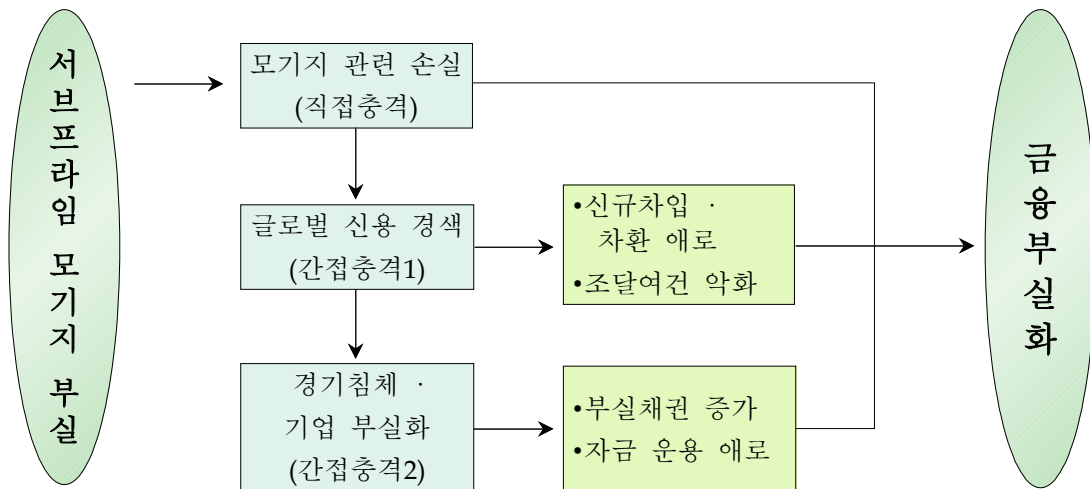 서브프라임 모기지 부실
모기지 관련 손실
(직접충격)
글로벌 신용 경색
(간접충격1)
•신규차입 ·
차환 애로
•조달여건 악화
경기침체 ·
기업 부실화
(간접충격2)
•부실채권 증가
•자금 운용 애로
금융부실화